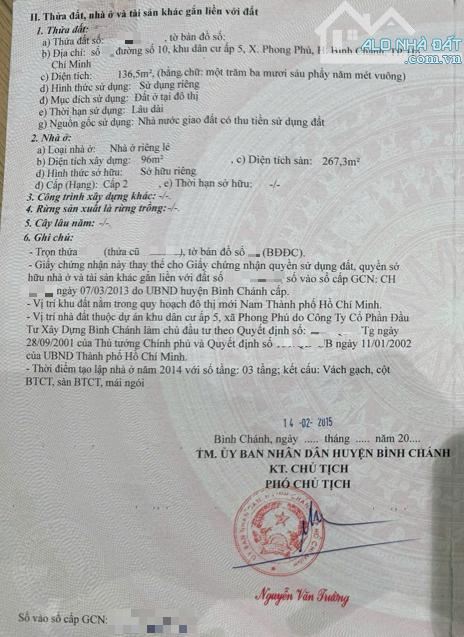 II. Thửa đất, nhà ở và tài sản khác gắn liền với đất
ALO NHÀ ĐẤT
.COM.VN
1. Thửa đất:
a) Thửa đất số: , tờ bản đồ số:
b) Địa chỉ: số đường số 10, khu dân cư ấp 5, X. Phong Phú, H. Bình Chánh,
Chí Minh
c) Diện tích: 136,5m², (bằng chữ: một trăm ba mươi sáu phẩy năm mét vuông)
d) Hình thức sử dụng: Sử dụng riêng
đ) Mục đích sử dụng: Đất ở tại đô thị
e) Thời hạn sử dụng: Lâu dài
g) Nguồn gốc sử dụng: Nhà nước giao đất có thu tiền sử dụng đất
2. Nhà ở:
a) Loại nhà ở: Nhà ở riêng lẻ
b) Diện tích xây dựng: 96m² , c) Diện tích sàn: 267,3m²
d) Hình thức sở hữu: Sở hữu riêng
đ) Cấp (Hạng): Cấp 2 , e) Thời hạn sở hữu: -/-
3. Công trình xây dựng khác: -/-
4. Rừng sản xuất là rừng trồng: -/-
5. Cây lâu năm: -/-
6. Ghi chú:
- Trọn thửa (thửa cũ ), tờ bản đồ số (BĐĐC).
- Giấy chứng nhận này thay thế cho Giấy chứng nhận quyền sử dụng đất, quyền sở
hữu nhà ở và tài sản khác gắn liền với đất số số vào sổ cấp GCN: CH
ngày 07/03/2013 do UBND huyện Bình Chánh cấp.
- Vị trí khu đất nằm trong quy hoạch đô thị mới Nam Thành phố Hồ Chí Minh.
- Vị trí nhà đất thuộc dự án khu dân cư ấp 5, xã Phong Phú do Công ty Cổ Phần Đầu
Tư Xây Dựng Bình Chánh làm chủ đầu tư theo Quyết định số: Tg ngày
28/09/2001 của Thủ tướng Chính phủ và Quyết định số /B ngày 11/01/2002
của UBND Thành phố Hồ Chí Minh.
- Thời điểm tạo lập nhà ở năm 2014 với số tầng: 03 tầng; kết cấu: Vách gạch, cột
BTCT, sàn BTCT, mái ngói
14-02-2015
Bình Chánh, ngày ..... tháng ..... năm 20....
TM. ỦY BAN NHÂN DÂN HUYỆN BÌNH CHÁNH
KT. CHỦ TỊCH
PHÓ CHỦ TỊCH
Nguyễn Văn Trường
Số vào sổ cấp GCN: